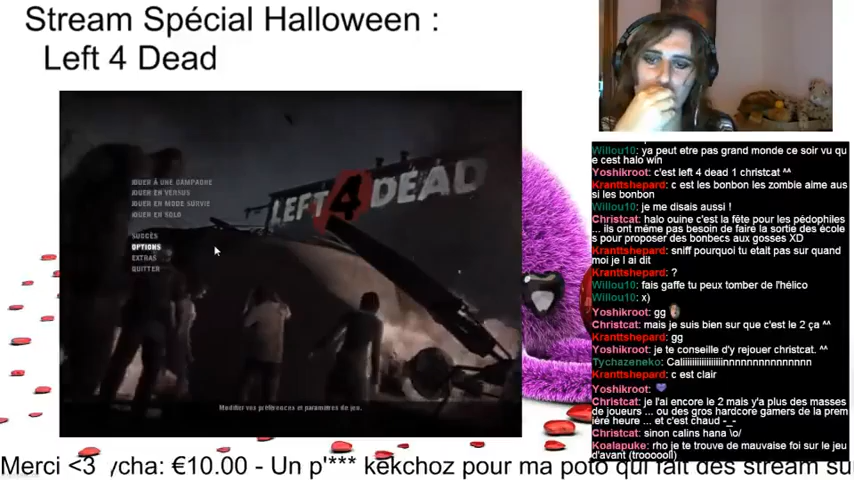 Stream Spécial Halloween :
Left 4 Dead
LEFT 4 DEAD
JOUER À UNE CAMPAGNE
JOUER EN VERSUS
JOUER EN MODE SURVIE
JOUER EN SOLO
SUCCÈS
OPTIONS
EXTRAS
QUITTER
Modifier vos préférences et paramètres de jeu.
Willou10: ya peut etre pas grand monde ce soir vu qu
e cest halo win
Yoshikroot: c'est left 4 dead 1 christcat ^^
Kranttshepard: c est les bonbon les zombie aime aus
si les bonbon
Willou10: je me disais aussi !
Christcat: halo ouine c'est la fête pour les pédophiles
... ils ont même pas besoin de faire la sortie des école
s pour proposer des bonbecs aux gosses XD
Kranttshepard: sniff pourquoi tu etait pas sur quand
moi je l ai dit
Kranttshepard: ?
Willou10: fais gaffe tu peux tomber de l'hélico
Willou10: x)
Yoshikroot: gg
Christcat: mais je suis bien sur que c'est le 2 ça ^^
Kranttshepard: gg
Yoshikroot: je te conseille d'y rejouer christcat. ^^
Tychazeneko:
Kranttshepard: c est clair
Yoshikroot:
Christcat: je l'ai encore le 2 mais y'a plus des masses
de joueurs ... ou des gros hardcore gamers de la prem
ière heure ... et c'est chaud -_-
Christcat: sinon calins hana \o/
Koalapuke: rho je te trouve de mauvaise foi sur le jeu
d'avant (troooooll)
Merci <3 ycha: €10.00 - Un p'*** kekchoz pour ma poto qui fait des stream su